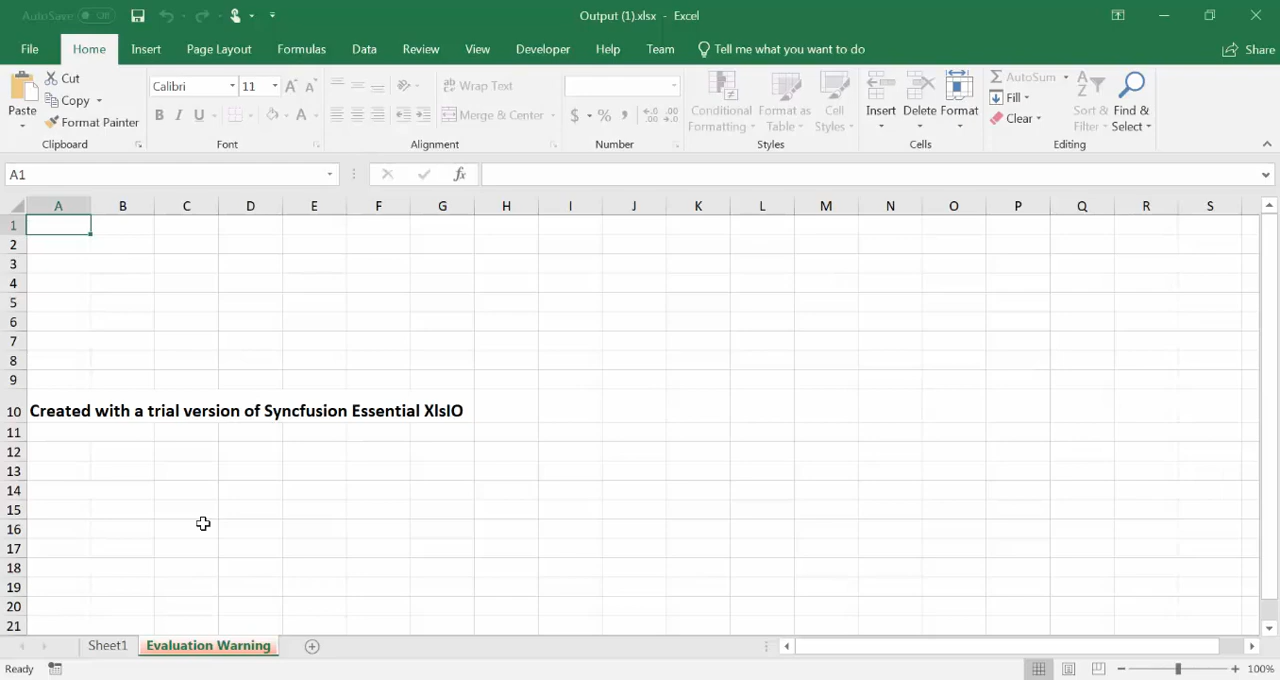 AutoSave Off Output (1).xlsx - Excel
File Home Insert Page Layout Formulas Data Review View Developer Help Team Tell me what you want to do Share
Paste Cut Copy Format Painter
Clipboard
Calibri 11 A A
B I U A
Font
Wrap Text
Merge & Center
Alignment
$ % ,
Number
Conditional Formatting
Format as Table
Cell Styles
Styles
Insert Delete Format
Cells
AutoSum
Fill
Clear
Sort & Filter
Find & Select
Editing
A1 fx
A B C D E F G H I J K L M N O P Q R S
1
2
3
4
5
6
7
8
9
10 Created with a trial version of Syncfusion Essential XlsIO
11
12
13
14
15
16
17
18
19
20
21
Sheet1 Evaluation Warning
Ready 100%